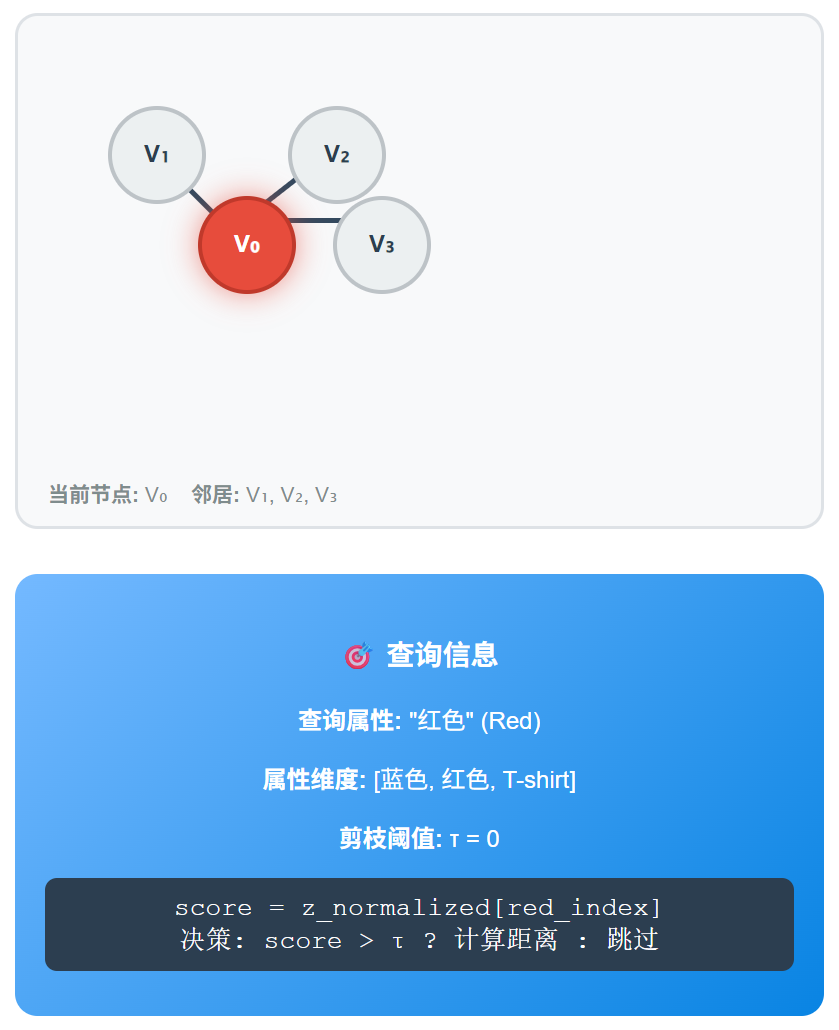 V₁
V₂
V₀
V₃
当前节点: V₀ 邻居: V₁, V₂, V₃
🎯 查询信息
查询属性: "红色" (Red)
属性维度: [蓝色, 红色, T-shirt]
剪枝阈值: τ = 0
score = z_normalized[red_index]
决策: score > τ ? 计算距离 : 跳过